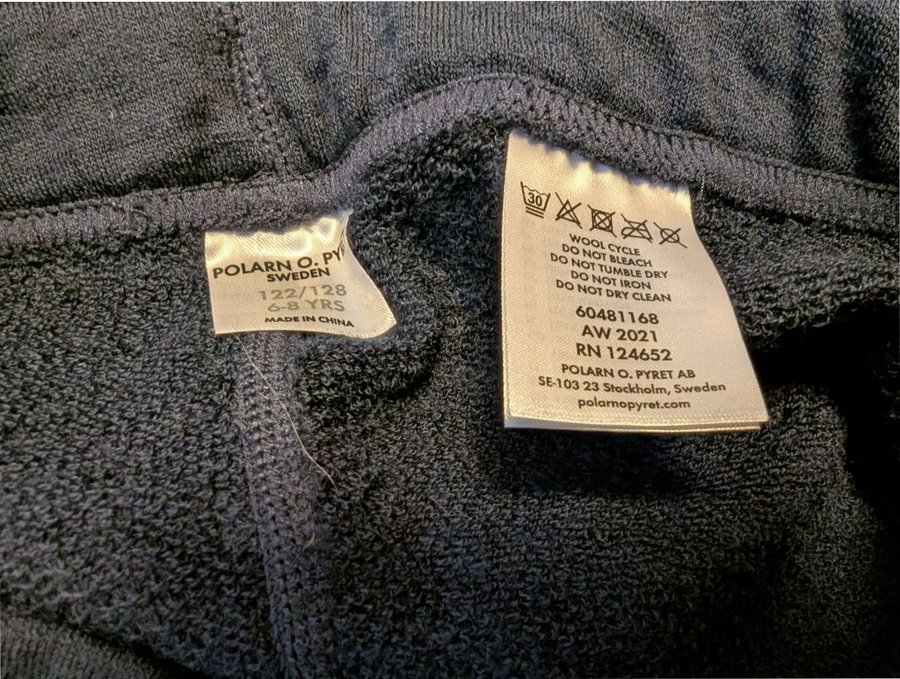 POLARN O. PY
SWEDEN
122/128
6-8 YRS
MADE IN CHINA
30
WOOL CYCLE
DO NOT BLEACH
DO NOT TUMBLE DRY
DO NOT IRON
DO NOT DRY CLEAN
60481168
AW 2021
RN 124652
POLARN O. PYRET AB
SE-103 23 Stockholm, Sweden
polarnopyret.com